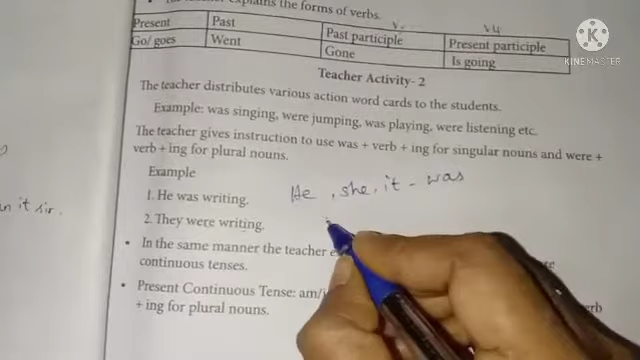 explains the forms of verbs.
V4
Present Past Past participle Present participle
Go/ goes Went Gone Is going
KINEMASTER
Teacher Activity- 2
The teacher distributes various action word cards to the students.
Example: was singing, were jumping, was playing, were listening etc.
The teacher gives instruction to use was + verb + ing for singular nouns and were +
verb + ing for plural nouns.
Example
1. He was writing.
He , she, it - was
2. They were writing.
it sir.
• In the same manner the teacher
continuous tenses.
• Present Continuous Tense: am/
+ ing for plural nouns.